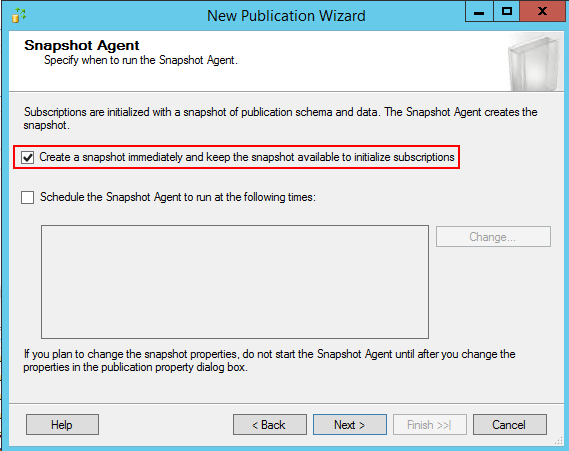 New Publication Wizard
Snapshot Agent
Specify when to run the Snapshot Agent.
Subscriptions are initialized with a snapshot of publication schema and data. The Snapshot Agent creates the
snapshot.
Create a snapshot immediately and keep the snapshot available to initialize subscriptions
Schedule the Snapshot Agent to run at the following times:
Change...
If you plan to change the snapshot properties, do not start the Snapshot Agent until after you change the
properties in the publication property dialog box.
Help
< Back
Next >
Finish >>|
Cancel